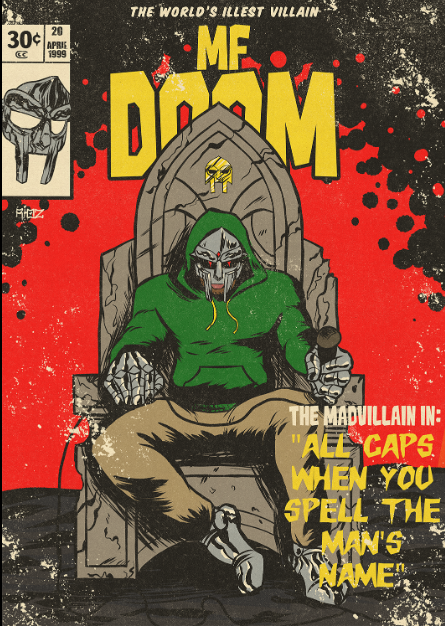 THE WORLD'S ILLEST VILLAIN
30¢
20
APRIL
1999
CC
MF
DOOM
THE MADVILLAIN IN:
"ALL CAPS
WHEN YOU
SPELL THE
MAN'S
NAME"